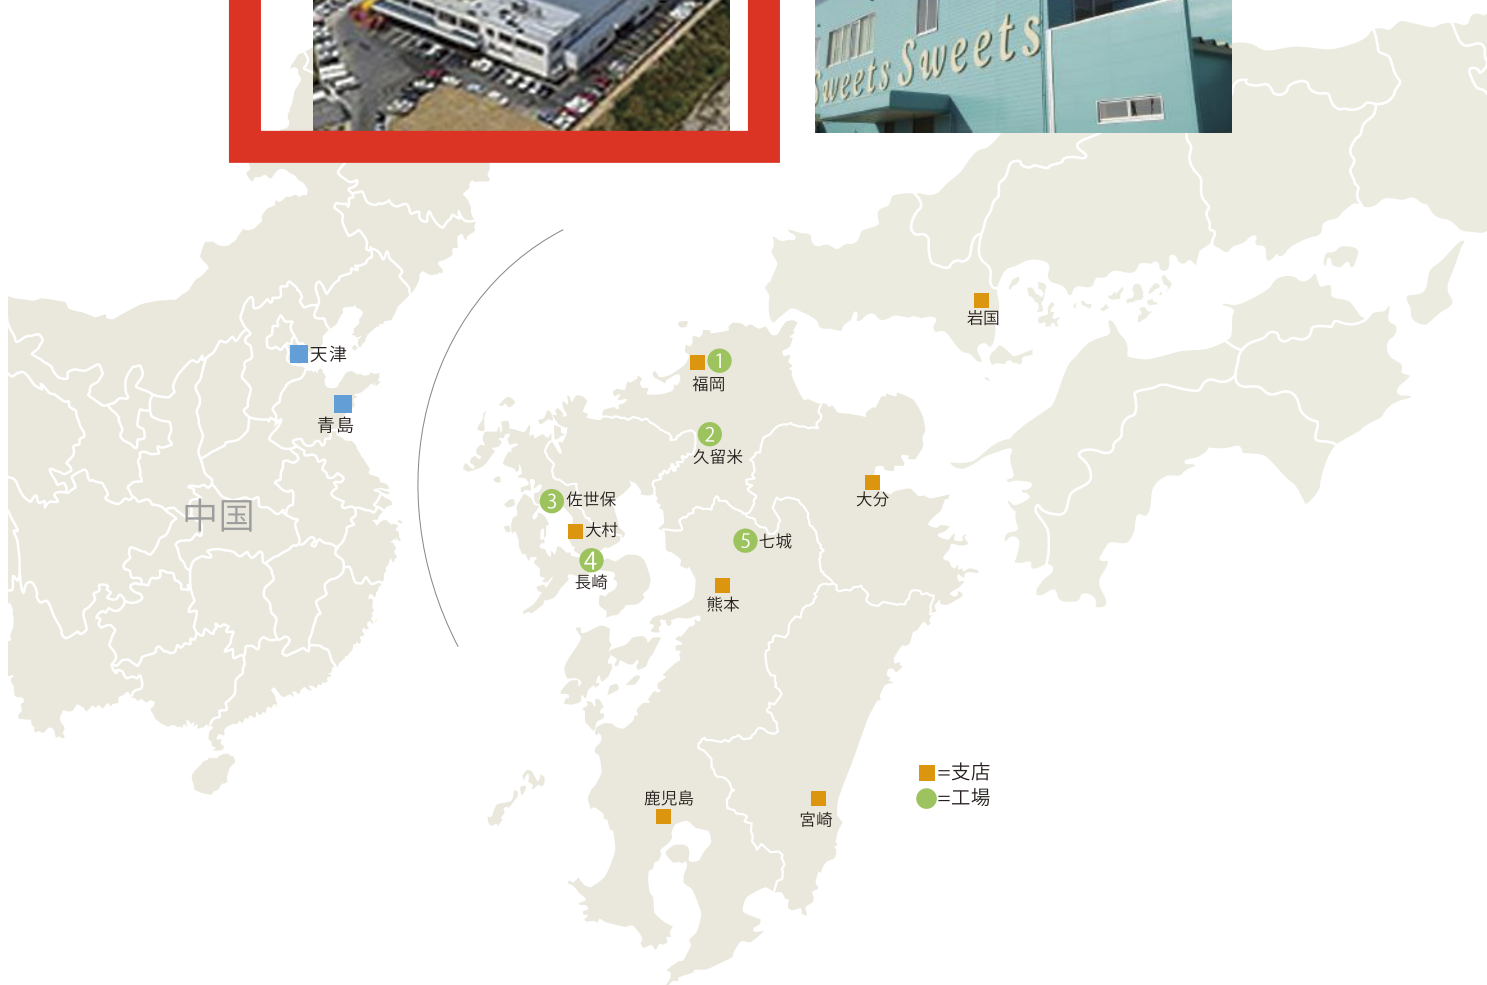 Sweets Sweets
岩国
天津
1
福岡
青島
2
久留米
大分
3 佐世保
中国
大村
5 七城
4
長崎
熊本
■=支店
●=工場
鹿児島
宮崎